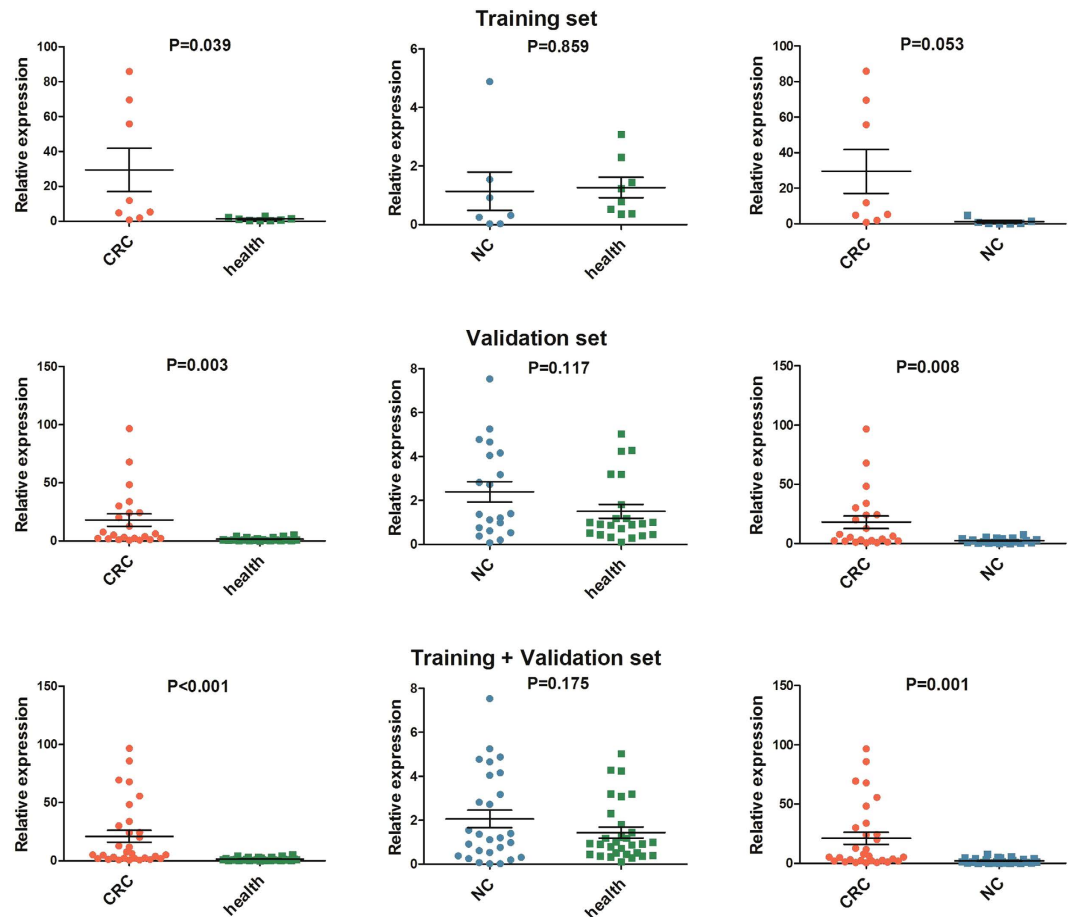 Training set
P=0.039
P=0.859
P=0.053
Relative expression
100
80
60
40
20
0
CRC
health
Relative expression
6
4
2
0
NC
health
Relative expression
100
80
60
40
20
0
CRC
NC
Validation set
P=0.003
P=0.117
P=0.008
Relative expression
150
100
50
0
CRC
health
Relative expression
8
6
4
2
0
NC
health
Relative expression
150
100
50
0
CRC
NC
Training + Validation set
P<0.001
P=0.175
P=0.001
Relative expression
150
100
50
0
CRC
health
Relative expression
8
6
4
2
0
NC
health
Relative expression
150
100
50
0
CRC
NC